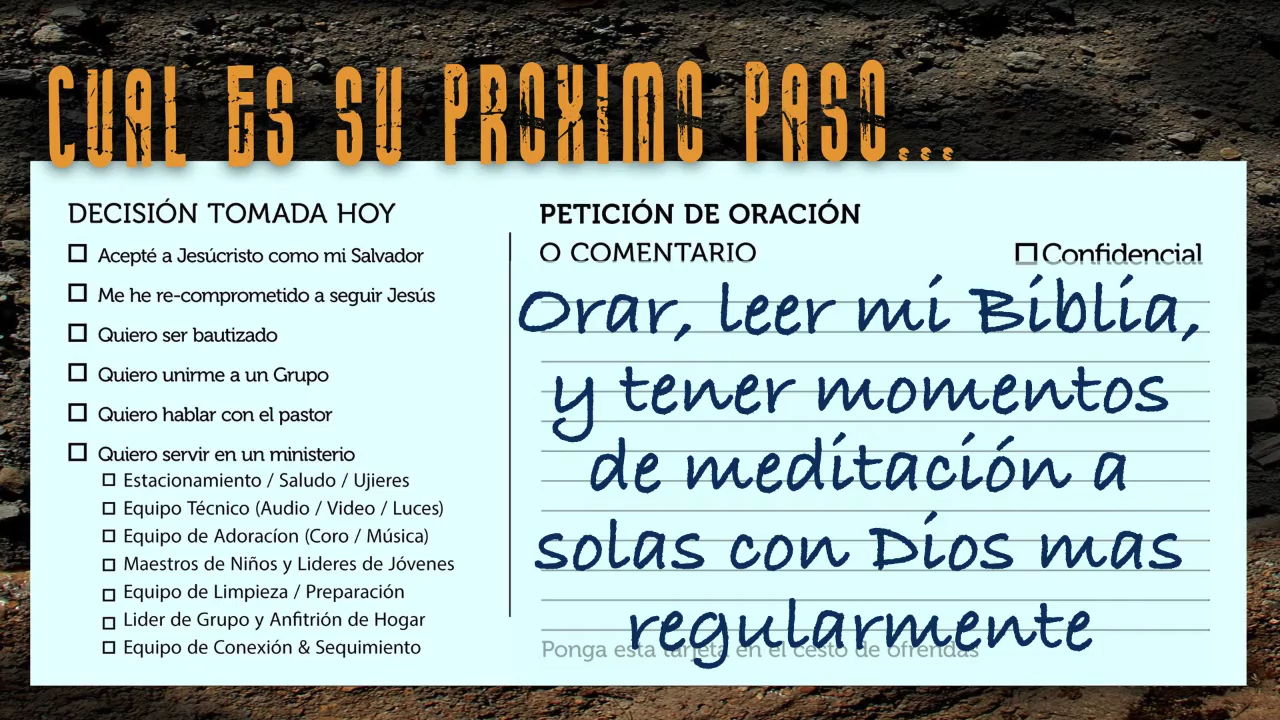 CUAL ES SU PROXIMO PASO...
DECISIÓN TOMADA HOY
Acepté a Jesúcristo como mi Salvador
Me he re-comprometido a seguir Jesús
Quiero ser bautizado
Quiero unirme a un Grupo
Quiero hablar con el pastor
Quiero servir en un ministerio
Estacionamiento / Saludo / Ujieres
Equipo Técnico (Audio / Video / Luces)
Equipo de Adoracíon (Coro / Música)
Maestros de Niños y Lideres de Jóvenes
Equipo de Limpieza / Preparación
Lider de Grupo y Anfitrión de Hogar
Equipo de Conexión & Sequimiento
PETICIÓN DE ORACIÓN
O COMENTARIO
Confidencial
Orar, leer mi Biblia,
y tener momentos
de meditación a
solas con Dios mas
regularmente
Ponga esta tarjeta en el cesto de ofrendas